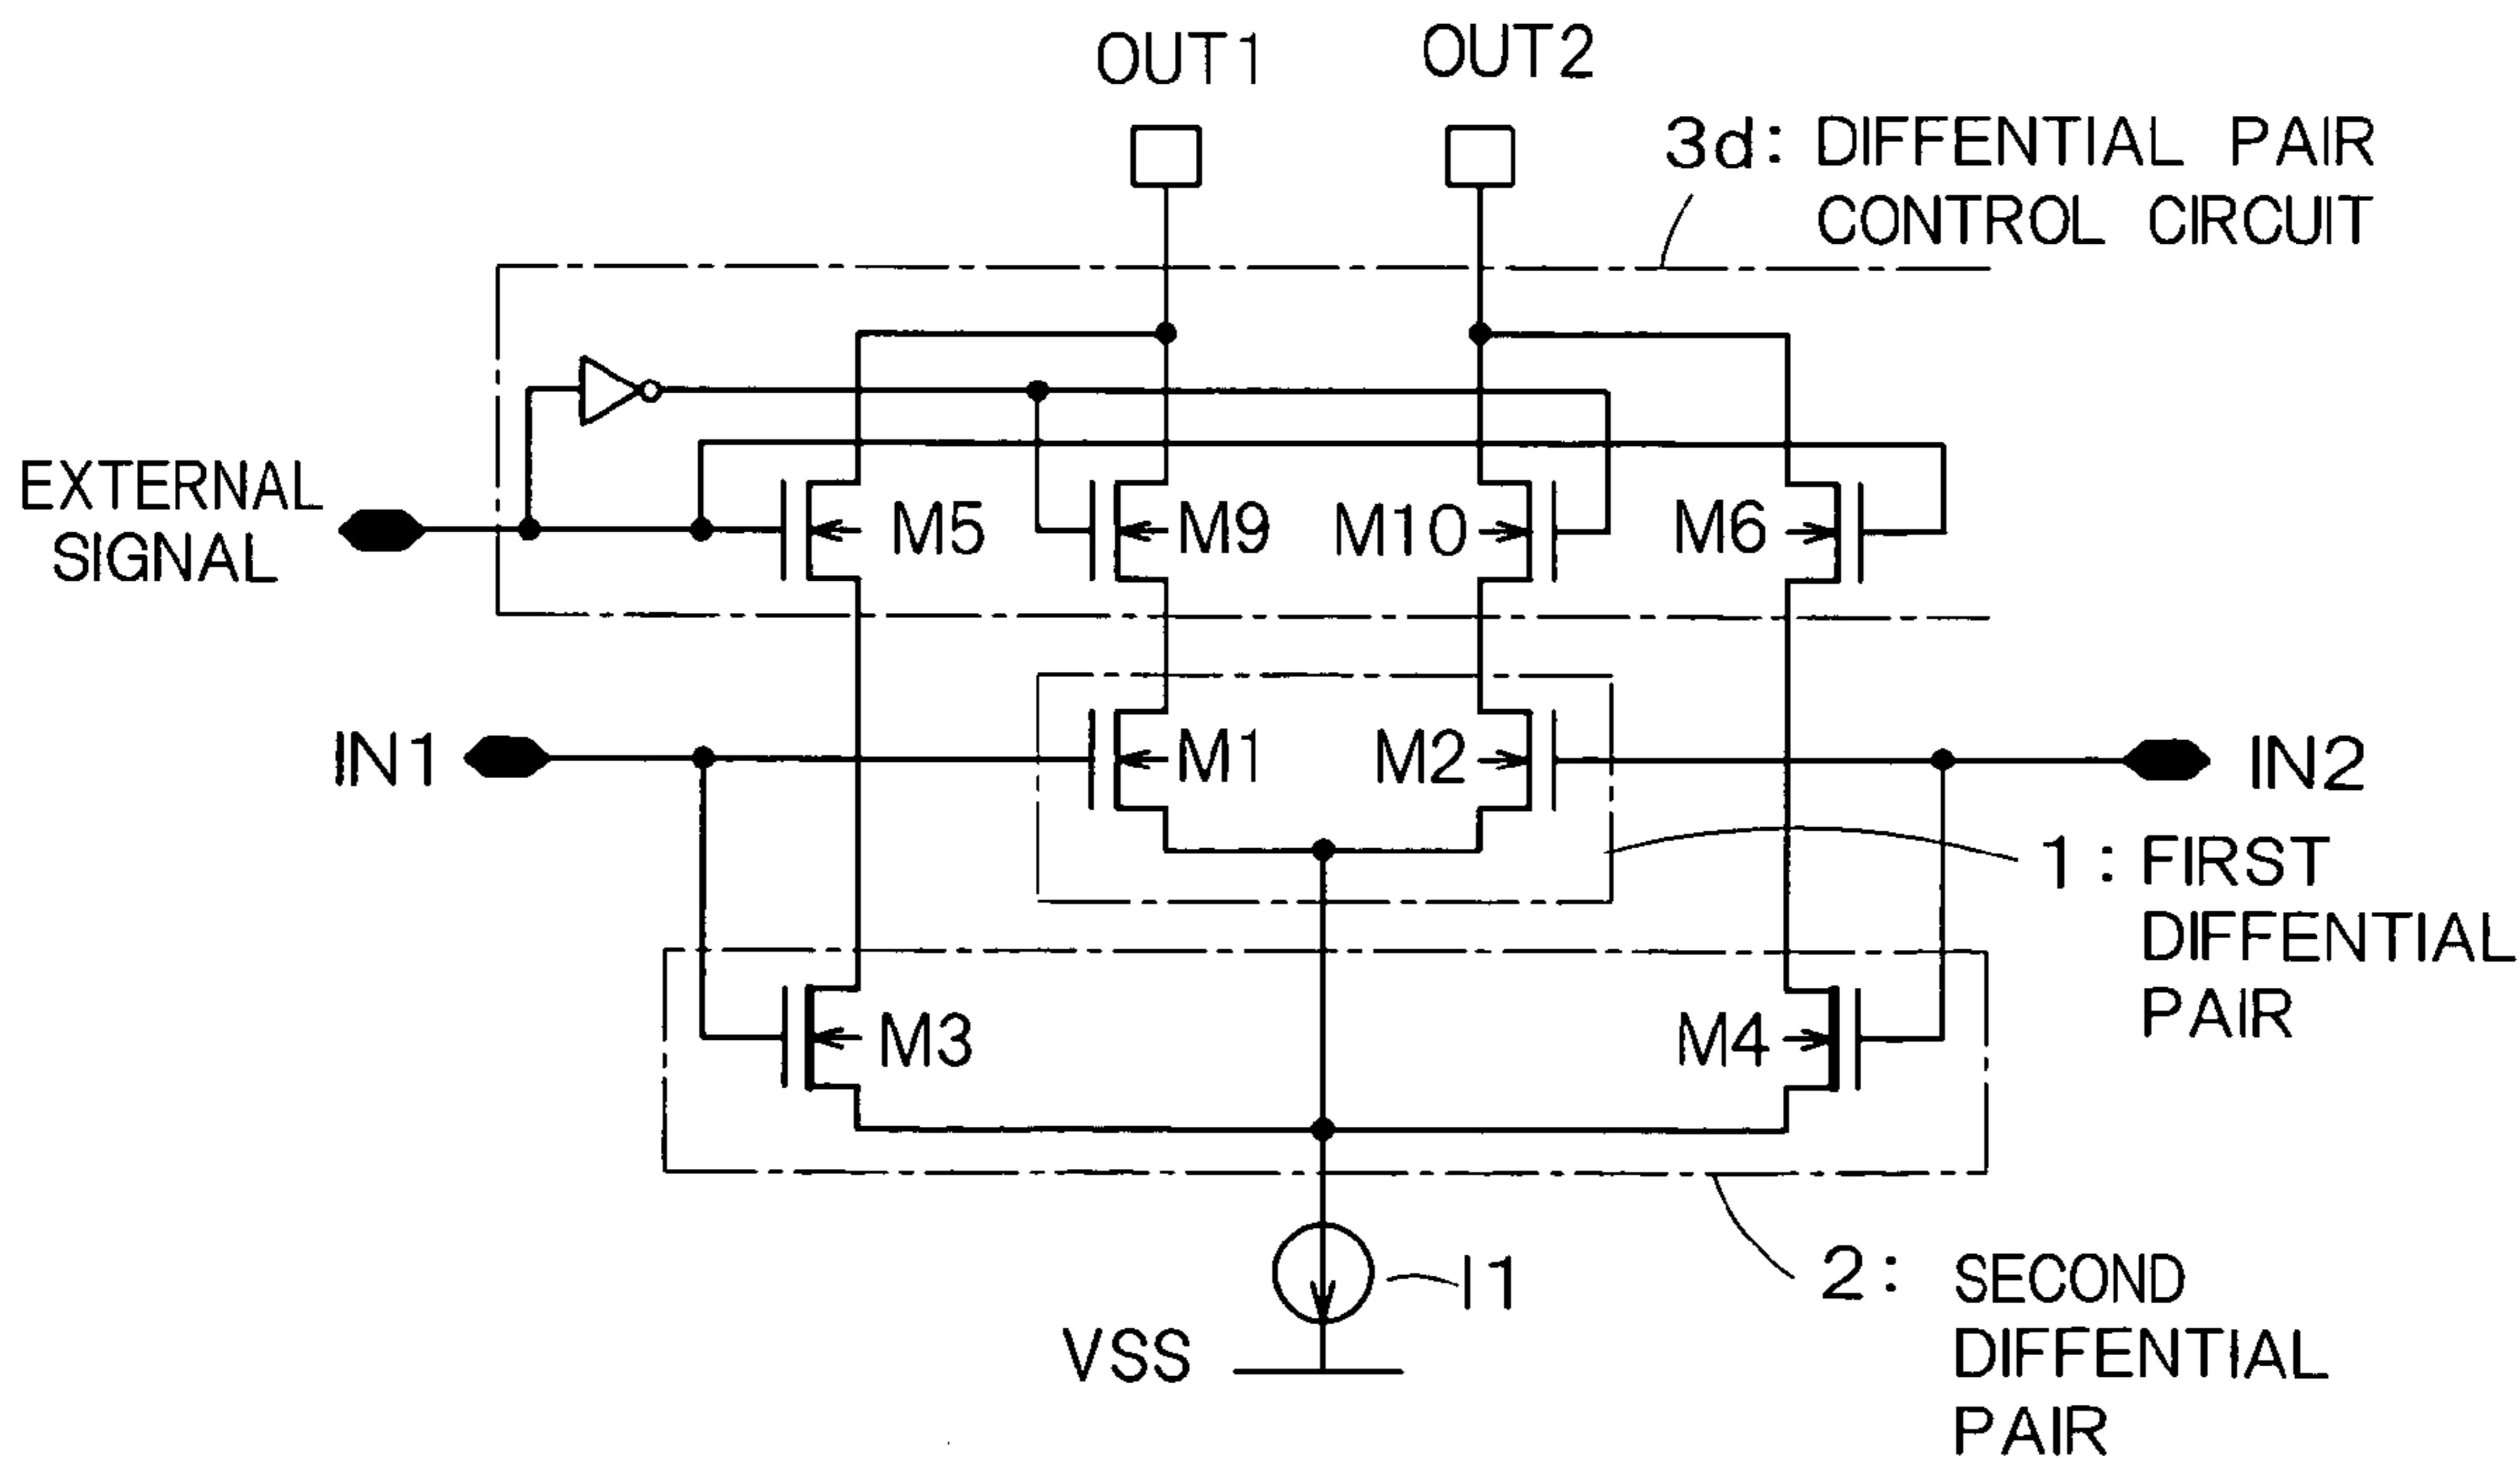 OUT1
OUT2
3d: DIFFENTIAL PAIR
CONTROL CIRCUIT
EXTERNAL
SIGNAL
M5
M9
M10
M6
IN1
M1
M2
IN2
1: FIRST
DIFFENTIAL
PAIR
M3
M4
I1
2: SECOND
DIFFENTIAL
PAIR
VSS